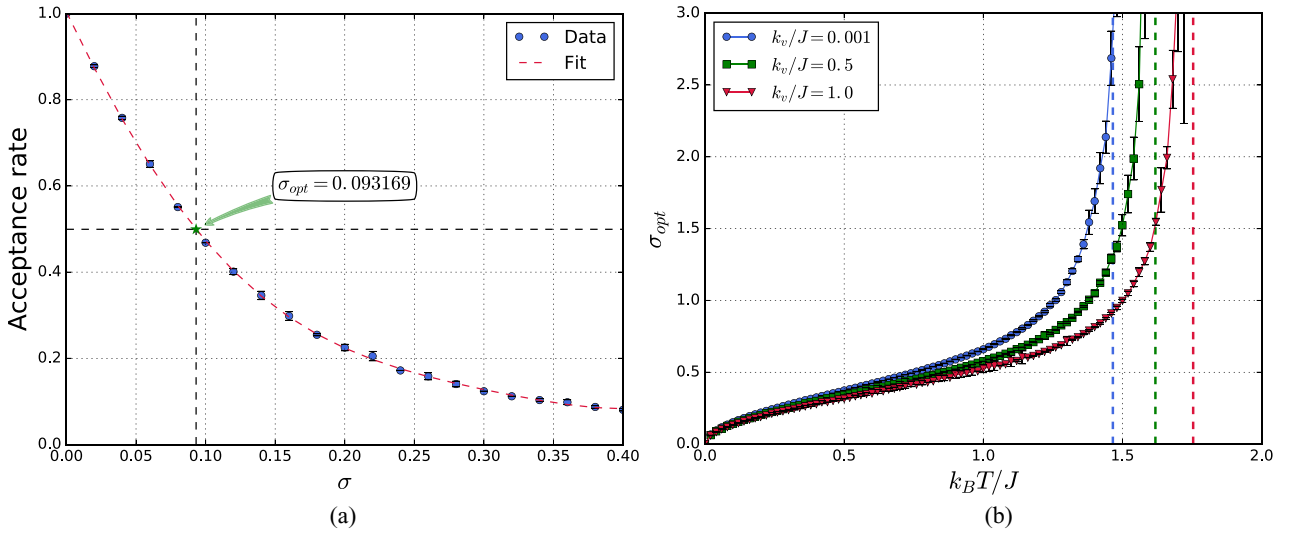 1.0
0.8
0.6
0.4
0.2
0.0
Acceptance rate
Data
Fit
σ_opt = 0.093169
0.00 0.05 0.10 0.15 0.20 0.25 0.30 0.35 0.40
σ
(a)
3.0
2.5
2.0
1.5
1.0
0.5
0.0
σ_opt
k_v/J = 0.001
k_v/J = 0.5
k_v/J = 1.0
0.0 0.5 1.0 1.5 2.0
k_B T/J
(b)